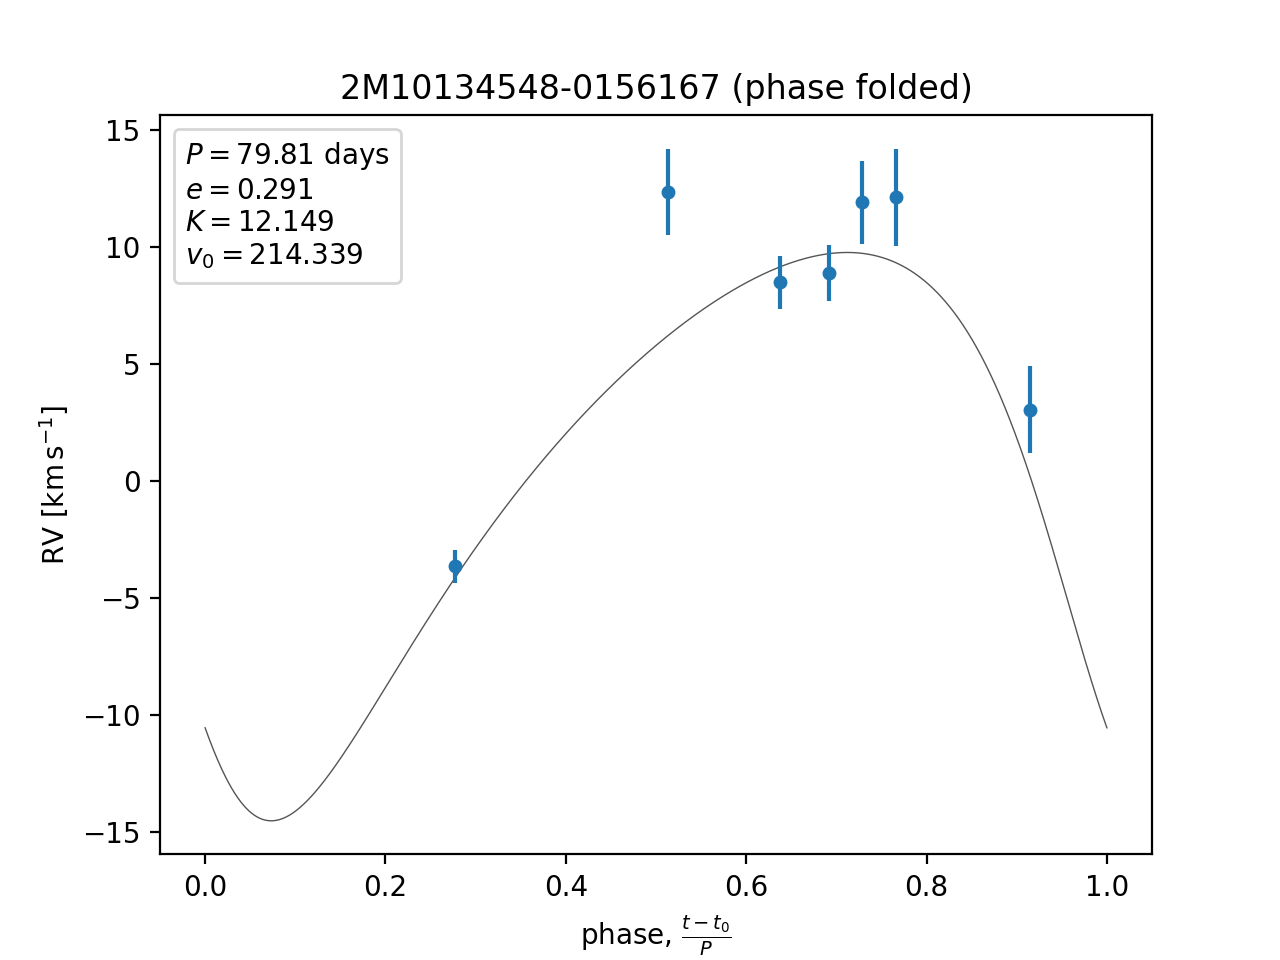 2M10134548-0156167 (phase folded)
P = 79.81 days
e = 0.291
K = 12.149
v₀ = 214.339
RV [km s⁻¹]
15
10
5
0
−5
−10
−15
0.0 0.2 0.4 0.6 0.8 1.0
phase, (t − t₀)/P